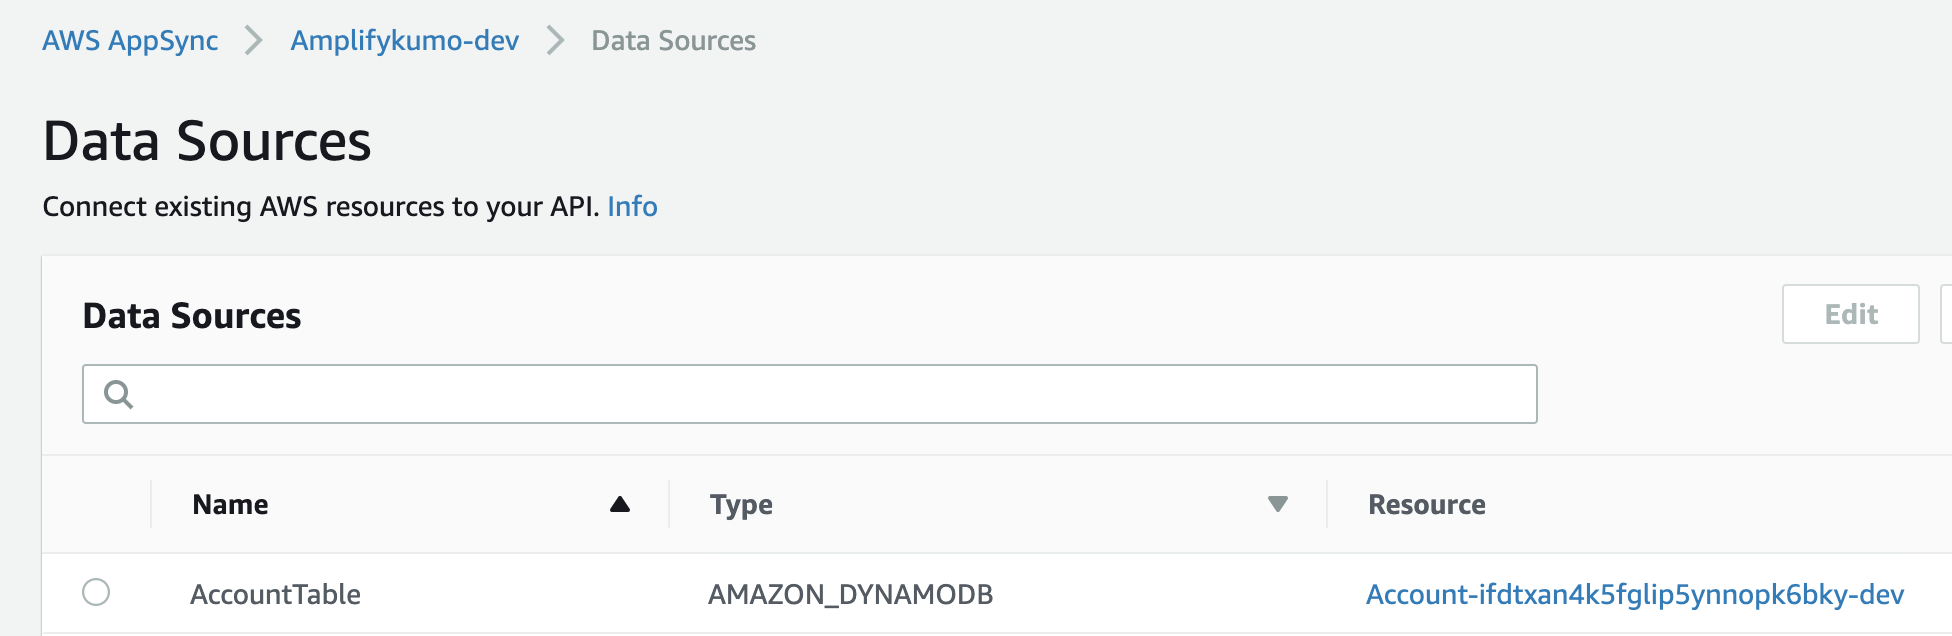 AWS AppSync > Amplifykumo-dev > Data Sources
Data Sources
Connect existing AWS resources to your API. Info
Data Sources
Edit
Name Type Resource
AccountTable AMAZON_DYNAMODB Account-ifdtxan4k5fglip5ynnopk6bky-dev